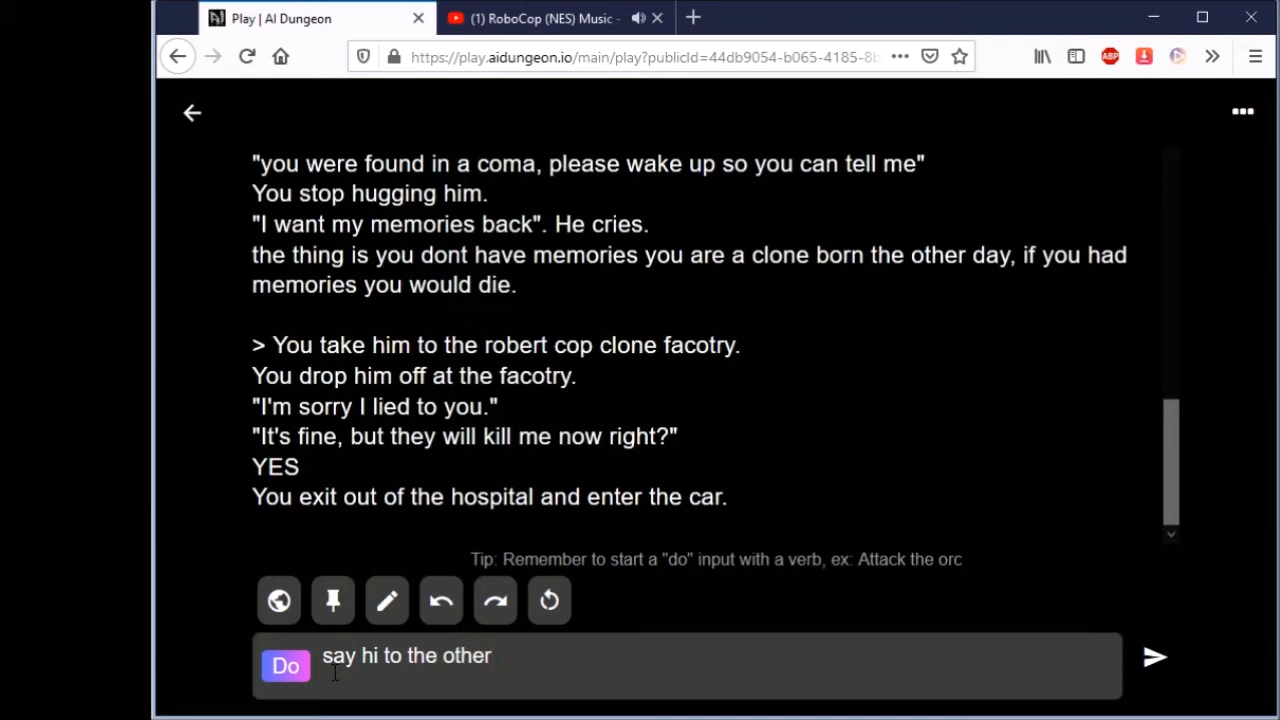 Play | AI Dungeon
(1) RoboCop (NES) Music -
https://play.aidungeon.io/main/play?publicId=44db9054-b065-4185-8b
ABP
"you were found in a coma, please wake up so you can tell me"
You stop hugging him.
"I want my memories back". He cries.
the thing is you dont have memories you are a clone born the other day, if you had
memories you would die.
> You take him to the robert cop clone facotry.
You drop him off at the facotry.
"I'm sorry I lied to you."
"It's fine, but they will kill me now right?"
YES
You exit out of the hospital and enter the car.
Tip: Remember to start a "do" input with a verb, ex: Attack the orc
Do say hi to the other